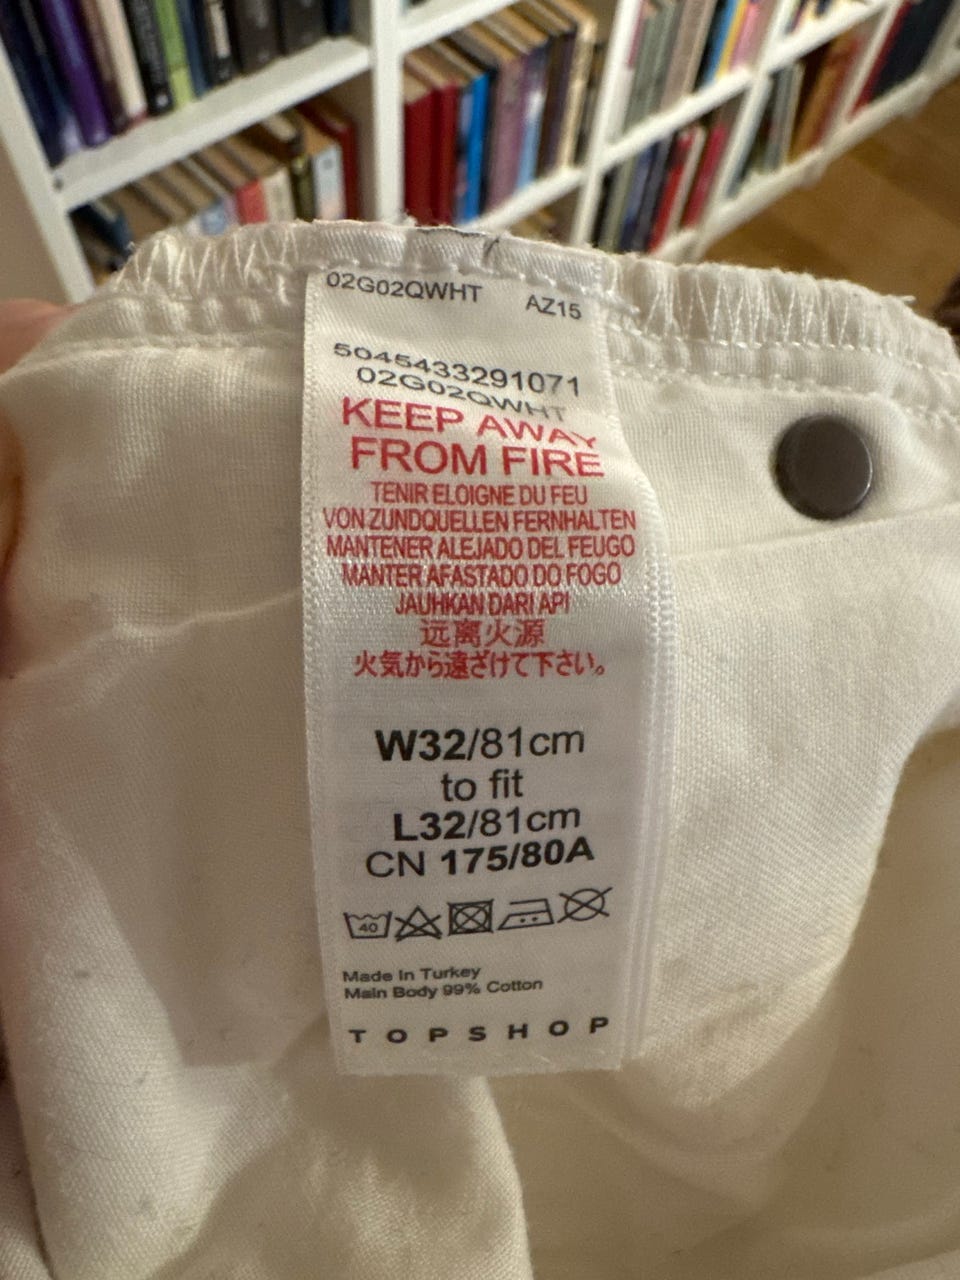 02G02QWHT AZ15
5045433291071
02G02QWHT
KEEP AWAY
FROM FIRE
TENIR ELOIGNE DU FEU
VON ZUNDQUELLEN FERNHALTEN
MANTENER ALEJADO DEL FEUGO
MANTER AFASTADO DO FOGO
JAUHKAN DARI API
远离火源
火気から遠ざけて下さい。
W32/81cm
to fit
L32/81cm
CN 175/80A
40
Made In Turkey
Main Body 99% Cotton
TOPSHOP